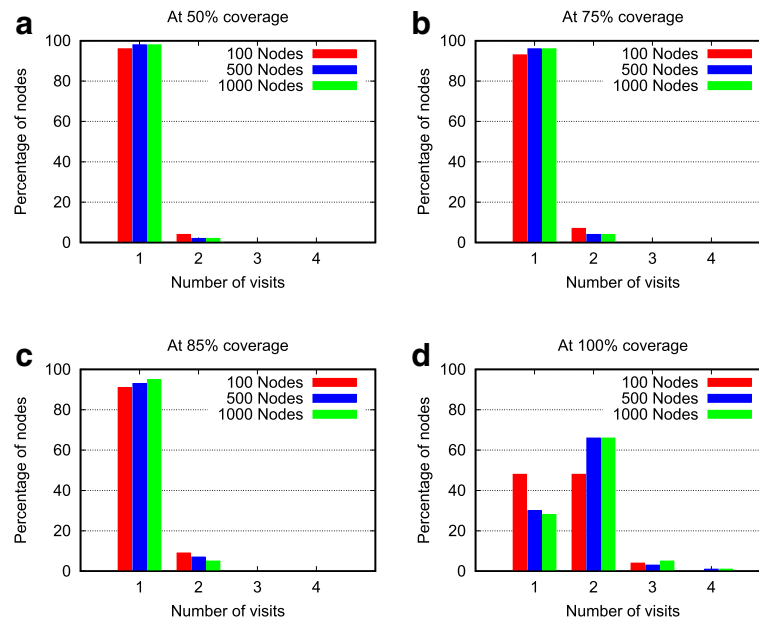 a
At 50% coverage
100
80
60
40
20
0
Percentage of nodes
100 Nodes
500 Nodes
1000 Nodes
1 2 3 4
Number of visits
b
At 75% coverage
100
80
60
40
20
0
Percentage of nodes
100 Nodes
500 Nodes
1000 Nodes
1 2 3 4
Number of visits
c
At 85% coverage
100
80
60
40
20
0
Percentage of nodes
100 Nodes
500 Nodes
1000 Nodes
1 2 3 4
Number of visits
d
At 100% coverage
100
80
60
40
20
0
Percentage of nodes
100 Nodes
500 Nodes
1000 Nodes
1 2 3 4
Number of visits